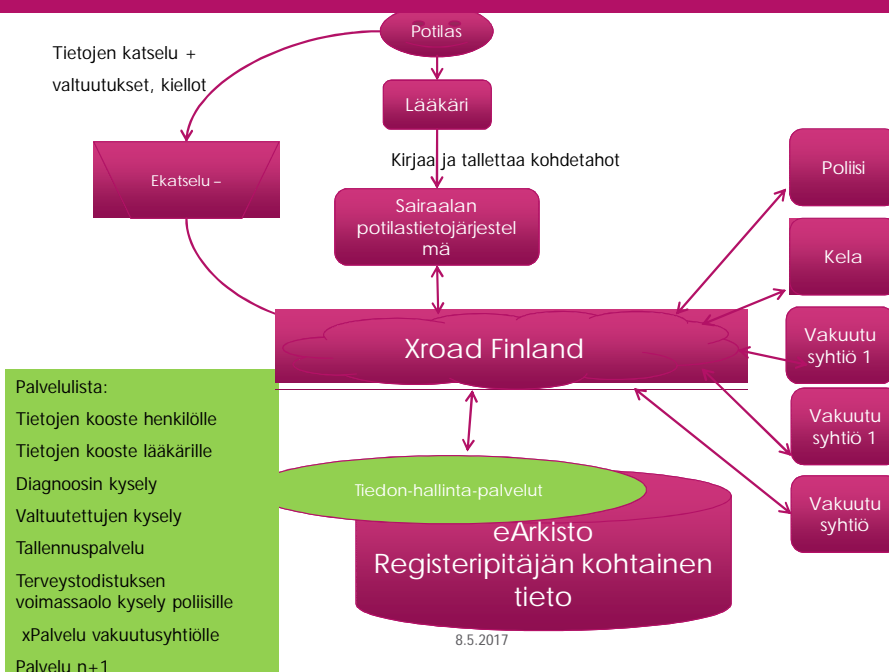 Potilas
Tietojen katselu +
valtuutukset, kiellot
Lääkäri
Kirjaa ja tallettaa kohdetahot
Ekatselu –
Sairaalan
potilastietojärjestel
mä
Poliisi
Kela
Xroad Finland
Vakuutu
syhtiö 1
Vakuutu
syhtiö 1
Vakuutu
syhtiö
Palvelulista:
Tietojen kooste henkilölle
Tietojen kooste lääkärille
Diagnoosin kysely
Valtuutettujen kysely
Tallennuspalvelu
Terveystodistuksen
voimassaolo kysely poliisille
xPalvelu vakuutusyhtiölle
Palvelu n+1
Tiedon-hallinta-palvelut
eArkisto
Registeripitäjän kohtainen
tieto
8.5.2017